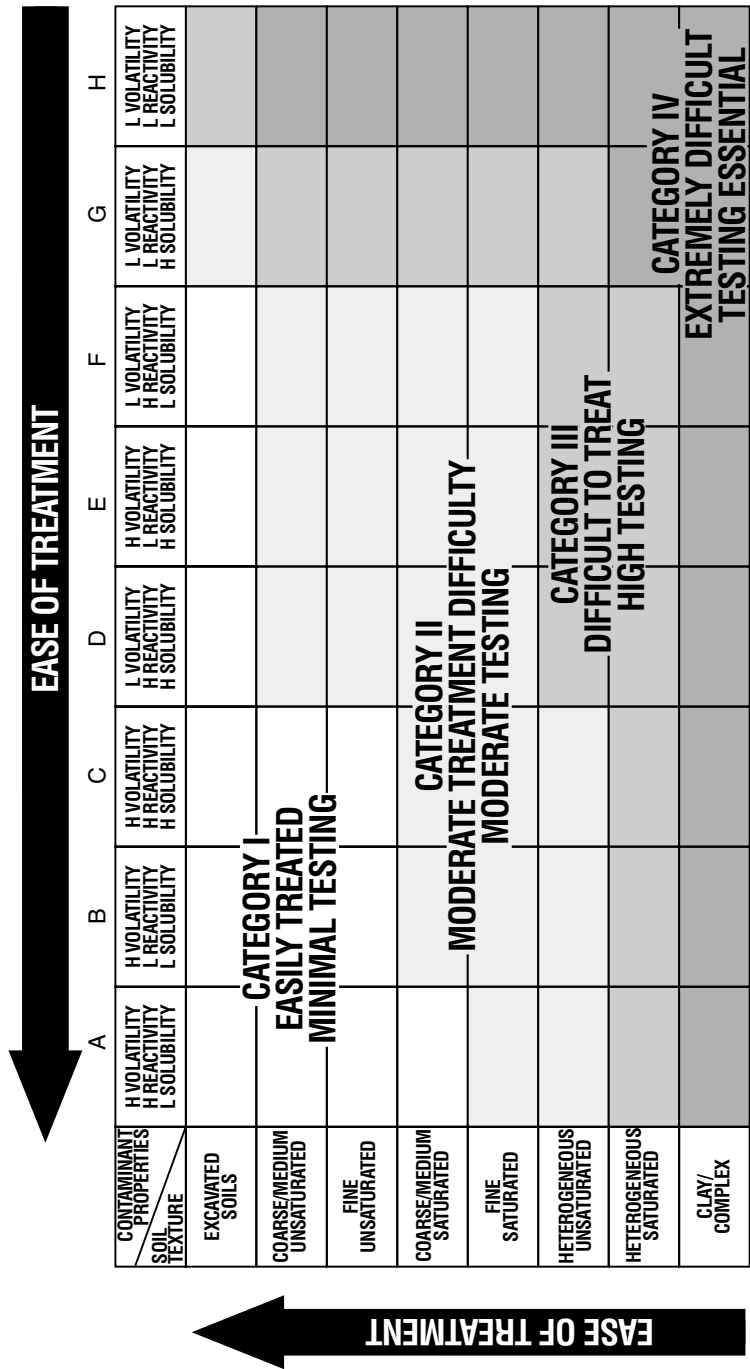 EASE OF TREATMENT
A
B
C
D
E
F
G
H
CONTAMINANT
PROPERTIES
SOIL
TEXTURE
H VOLATILITY
H REACTIVITY
L SOLUBILITY
H VOLATILITY
L REACTIVITY
L SOLUBILITY
H VOLATILITY
H REACTIVITY
H SOLUBILITY
L VOLATILITY
H REACTIVITY
H SOLUBILITY
H VOLATILITY
L REACTIVITY
H SOLUBILITY
L VOLATILITY
H REACTIVITY
L SOLUBILITY
L VOLATILITY
L REACTIVITY
H SOLUBILITY
L VOLATILITY
L REACTIVITY
L SOLUBILITY
EXCAVATED
SOILS
COARSE/MEDIUM
UNSATURATED
FINE
UNSATURATED
COARSE/MEDIUM
SATURATED
FINE
SATURATED
HETEROGENEOUS
UNSATURATED
HETEROGENEOUS
SATURATED
CLAY/
COMPLEX
CATEGORY I
EASILY TREATED
MINIMAL TESTING
CATEGORY II
MODERATE TREATMENT DIFFICULTY
MODERATE TESTING
CATEGORY III
DIFFICULT TO TREAT
HIGH TESTING
CATEGORY IV
EXTREMELY DIFFICULT
TESTING ESSENTIAL
EASE OF TREATMENT